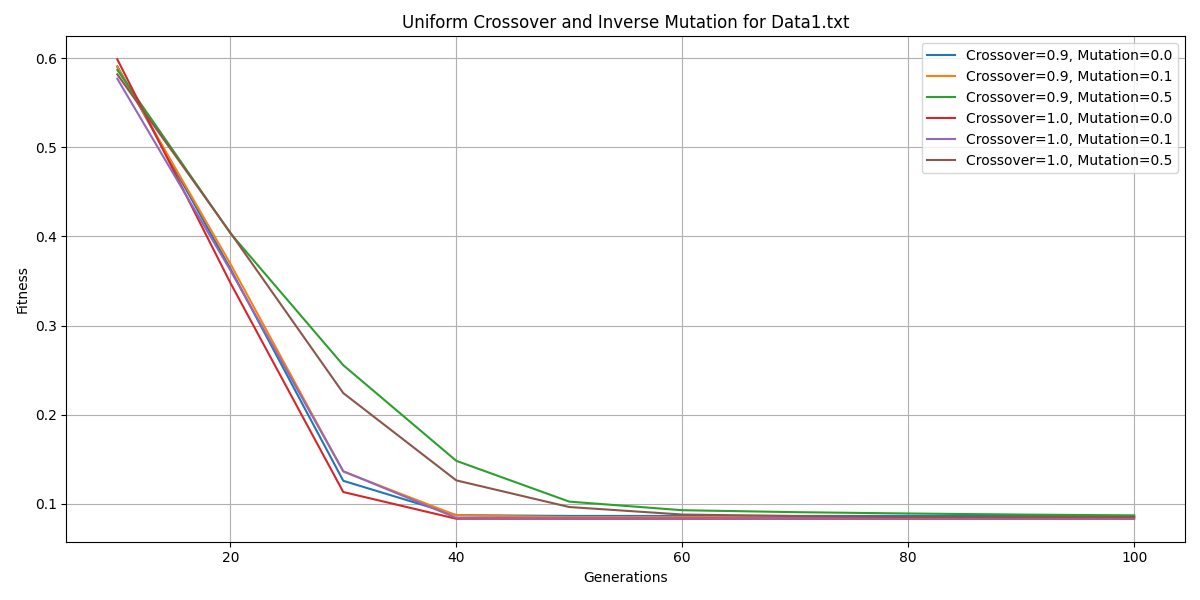 Uniform Crossover and Inverse Mutation for Data1.txt
Crossover=0.9, Mutation=0.0
Crossover=0.9, Mutation=0.1
Crossover=0.9, Mutation=0.5
Crossover=1.0, Mutation=0.0
Crossover=1.0, Mutation=0.1
Crossover=1.0, Mutation=0.5
0.6
0.5
0.4
0.3
0.2
0.1
Fitness
20
40
60
80
100
Generations